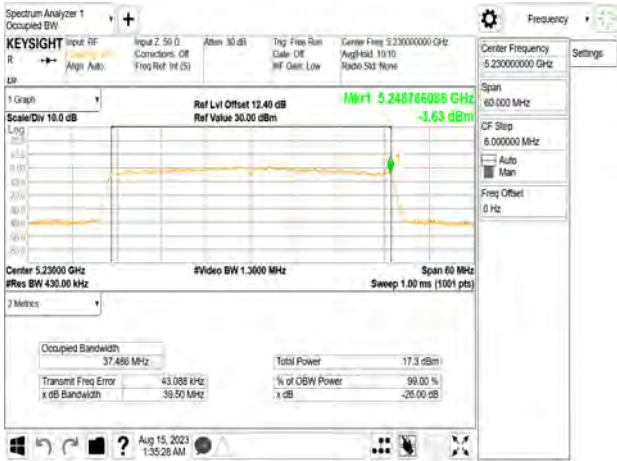 Spectrum Analyzer 1
Occupied BW
Frequency
KEYSIGHT
R
Input: RF
Align: Auto
Input Z: 50 Ω
Corrections: Off
Freq Ref: Int (S)
Atten: 30 dB
Trig: Free Run
Gate: Off
#IF Gain: Low
Center Freq: 5.230000000 GHz
Avg|Hold: 10/10
Radio Std: None
Center Frequency
5.230000000 GHz
Settings
Span
60.000 MHz
CF Step
6.000000 MHz
Auto
Man
Freq Offset
0 Hz
1 Graph
Scale/Div 10.0 dB
Log
Ref Lvl Offset 12.40 dB
Ref Value 30.00 dBm
Mkr1 5.248766088 GHz
-3.63 dBm
1
Center 5.23000 GHz
#Res BW 430.00 kHz
#Video BW 1.3000 MHz
Span 60 MHz
Sweep 1.00 ms (1001 pts)
2 Metrics
Occupied Bandwidth
37.486 MHz
Total Power
17.3 dBm
Transmit Freq Error
43.088 kHz
% of OBW Power
99.00 %
x dB Bandwidth
39.50 MHz
x dB
-26.00 dB
Aug 15, 2023
1:35:28 AM